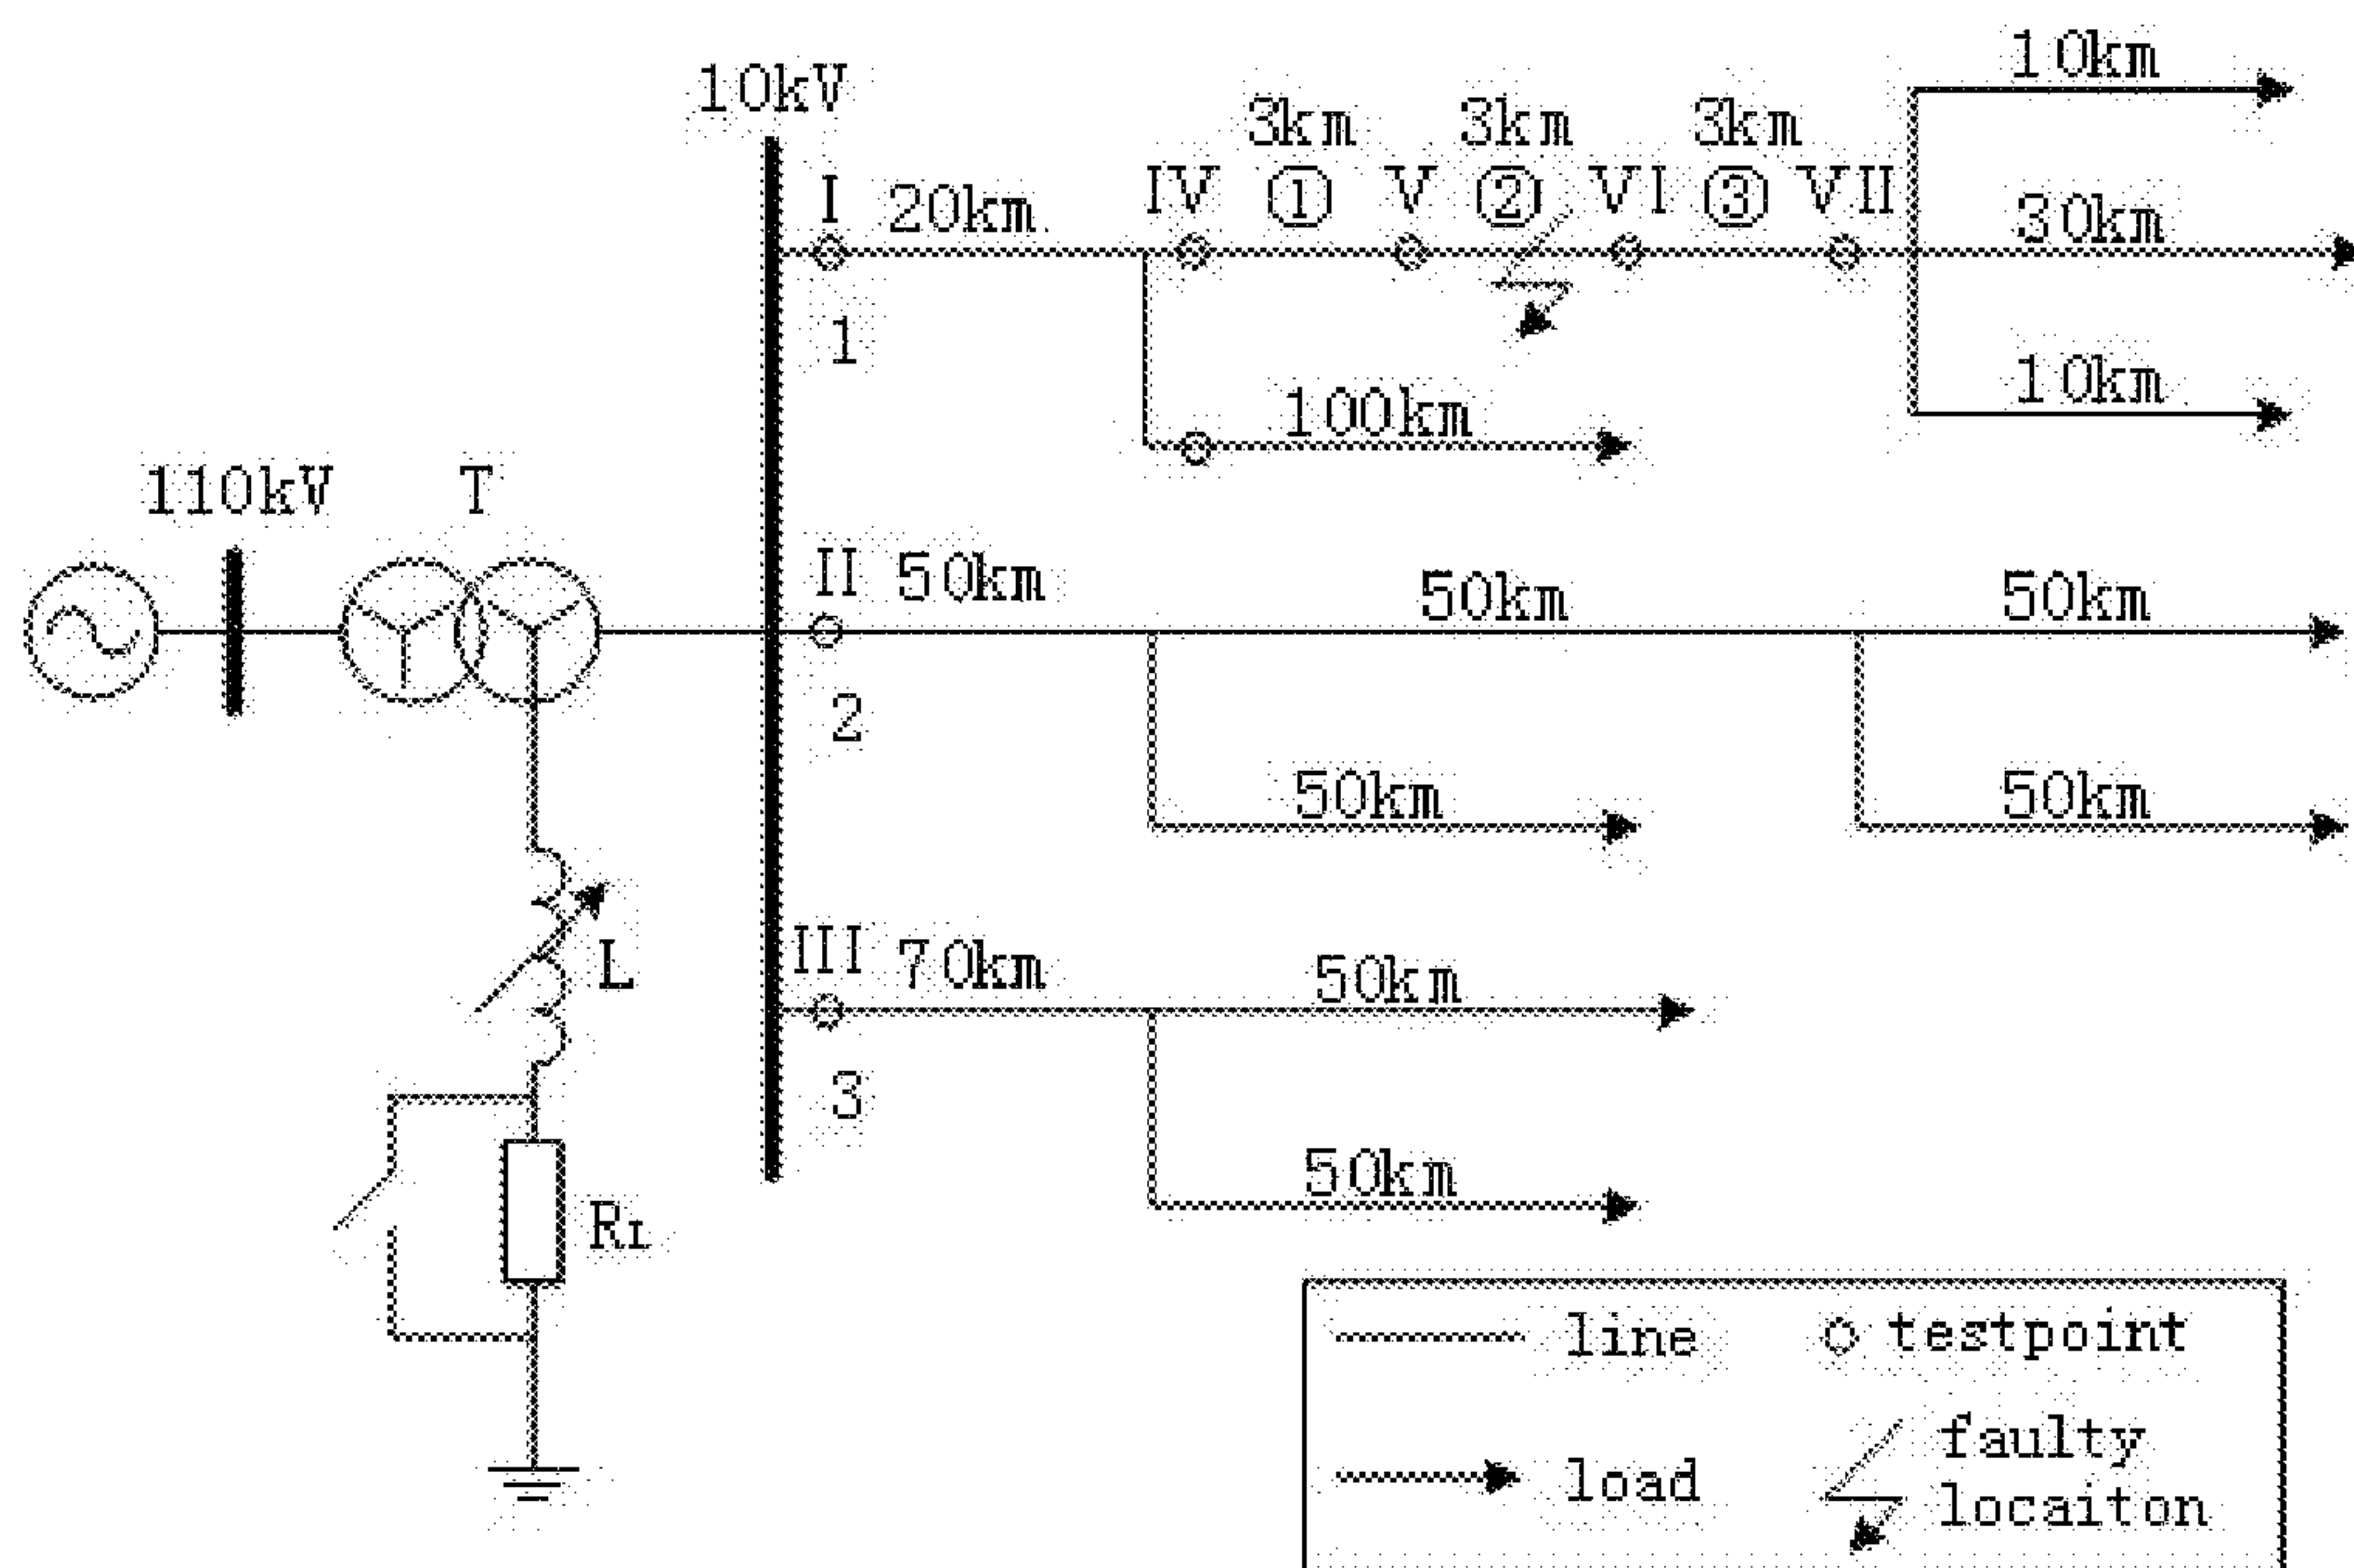 10kV
10km
3km 3km 3km
I 20km IV ① V ② VI ③ VII 30km
1
10km
100km
110kV T
II 50km 50km 50km
2
50km 50km
L
III 70km 50km
3
50km
RL
line testpoint
load faulty
locaiton